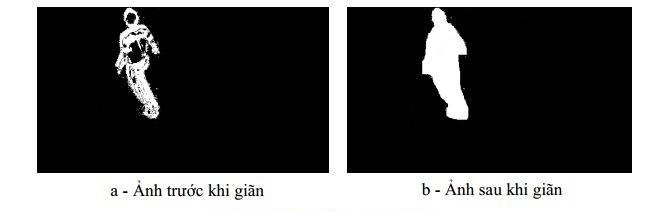 a - Ảnh trước khi giãn
b - Ảnh sau khi giãn